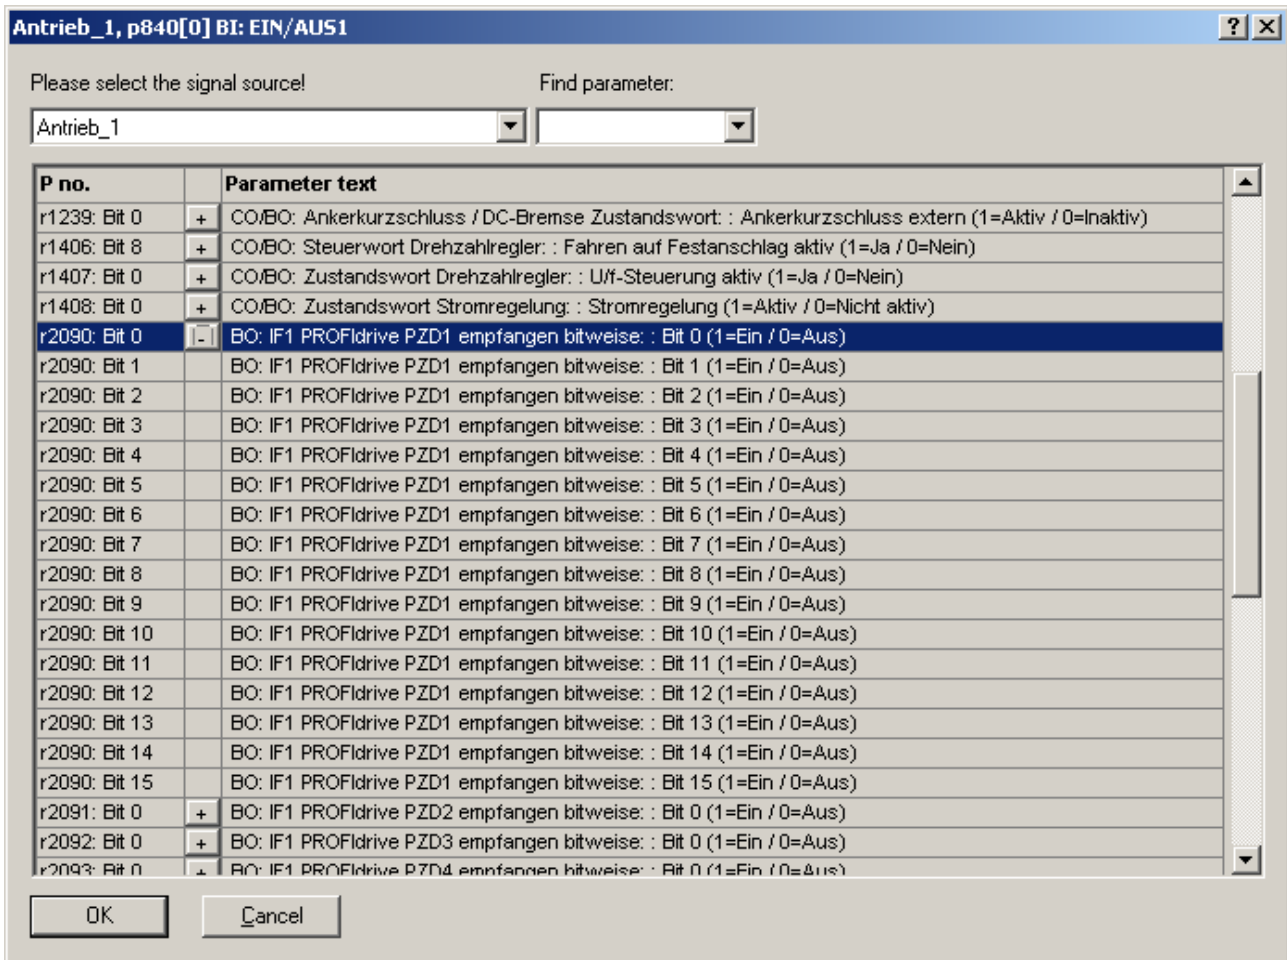 Antrieb_1, p840[0] BI: EIN/AUS1
Please select the signal source! Find parameter:
Antrieb_1
P no. Parameter text
r1239: Bit 0 + CO/BO: Ankerkurzschluss / DC-Bremse Zustandswort: : Ankerkurzschluss extern (1=Aktiv / 0=Inaktiv)
r1406: Bit 8 + CO/BO: Steuerwort Drehzahlregler: : Fahren auf Festanschlag aktiv (1=Ja / 0=Nein)
r1407: Bit 0 + CO/BO: Zustandswort Drehzahlregler: : U/f-Steuerung aktiv (1=Ja / 0=Nein)
r1408: Bit 0 + CO/BO: Zustandswort Stromregelung: : Stromregelung (1=Aktiv / 0=Nicht aktiv)
r2090: Bit 0 - BO: IF1 PROFIdrive PZD1 empfangen bitweise: : Bit 0 (1=Ein / 0=Aus)
r2090: Bit 1 BO: IF1 PROFIdrive PZD1 empfangen bitweise: : Bit 1 (1=Ein / 0=Aus)
r2090: Bit 2 BO: IF1 PROFIdrive PZD1 empfangen bitweise: : Bit 2 (1=Ein / 0=Aus)
r2090: Bit 3 BO: IF1 PROFIdrive PZD1 empfangen bitweise: : Bit 3 (1=Ein / 0=Aus)
r2090: Bit 4 BO: IF1 PROFIdrive PZD1 empfangen bitweise: : Bit 4 (1=Ein / 0=Aus)
r2090: Bit 5 BO: IF1 PROFIdrive PZD1 empfangen bitweise: : Bit 5 (1=Ein / 0=Aus)
r2090: Bit 6 BO: IF1 PROFIdrive PZD1 empfangen bitweise: : Bit 6 (1=Ein / 0=Aus)
r2090: Bit 7 BO: IF1 PROFIdrive PZD1 empfangen bitweise: : Bit 7 (1=Ein / 0=Aus)
r2090: Bit 8 BO: IF1 PROFIdrive PZD1 empfangen bitweise: : Bit 8 (1=Ein / 0=Aus)
r2090: Bit 9 BO: IF1 PROFIdrive PZD1 empfangen bitweise: : Bit 9 (1=Ein / 0=Aus)
r2090: Bit 10 BO: IF1 PROFIdrive PZD1 empfangen bitweise: : Bit 10 (1=Ein / 0=Aus)
r2090: Bit 11 BO: IF1 PROFIdrive PZD1 empfangen bitweise: : Bit 11 (1=Ein / 0=Aus)
r2090: Bit 12 BO: IF1 PROFIdrive PZD1 empfangen bitweise: : Bit 12 (1=Ein / 0=Aus)
r2090: Bit 13 BO: IF1 PROFIdrive PZD1 empfangen bitweise: : Bit 13 (1=Ein / 0=Aus)
r2090: Bit 14 BO: IF1 PROFIdrive PZD1 empfangen bitweise: : Bit 14 (1=Ein / 0=Aus)
r2090: Bit 15 BO: IF1 PROFIdrive PZD1 empfangen bitweise: : Bit 15 (1=Ein / 0=Aus)
r2091: Bit 0 + BO: IF1 PROFIdrive PZD2 empfangen bitweise: : Bit 0 (1=Ein / 0=Aus)
r2092: Bit 0 + BO: IF1 PROFIdrive PZD3 empfangen bitweise: : Bit 0 (1=Ein / 0=Aus)
r2093: Bit 0 + BO: IF1 PROFIdrive PZD4 empfangen bitweise: : Bit 0 (1=Ein / 0=Aus)
OK Cancel